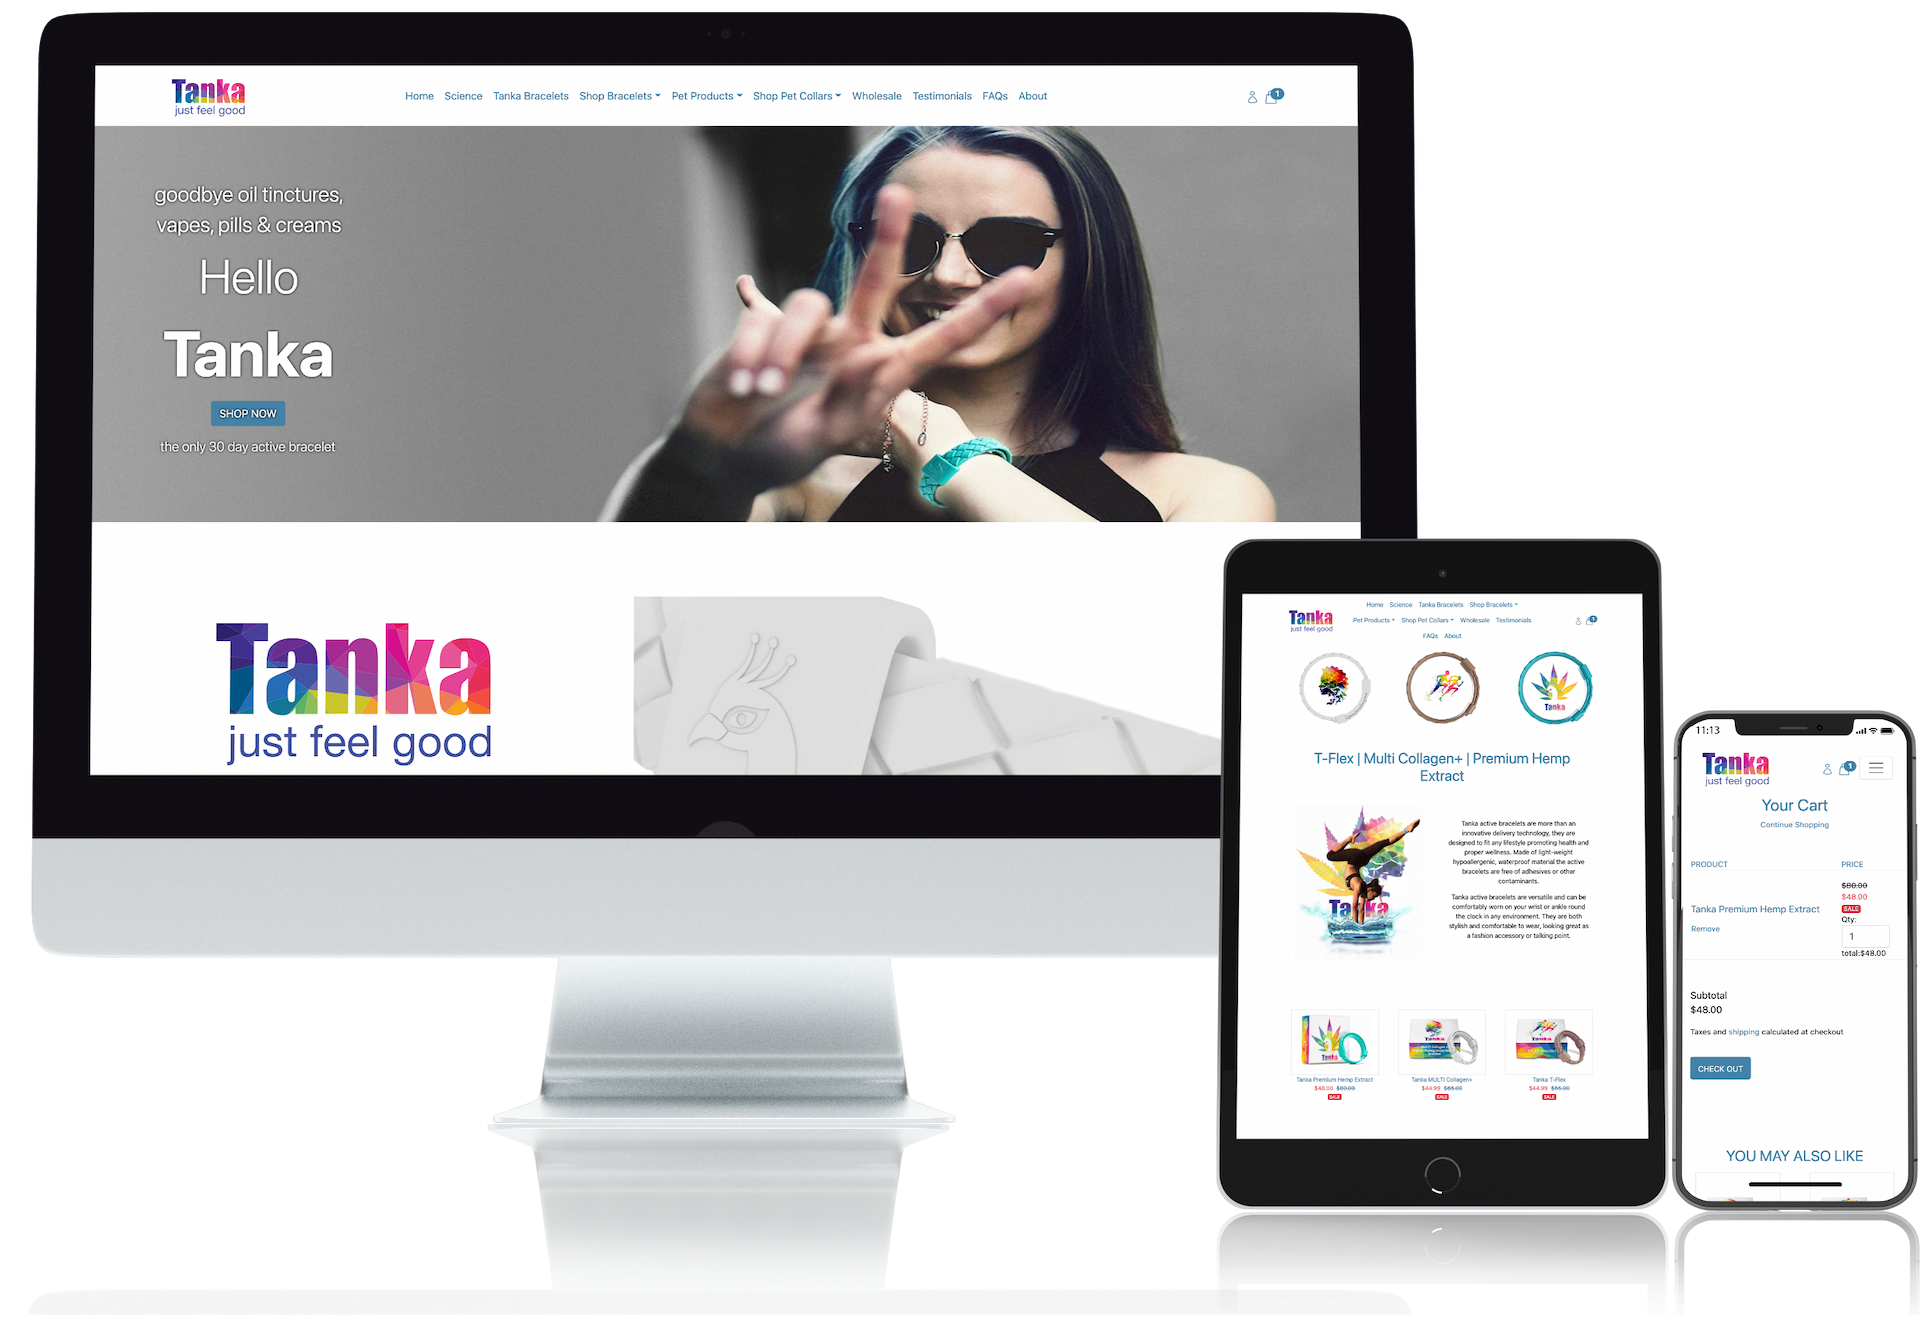 Tanka
just feel good
Home Science Tanka Bracelets Shop Bracelets Pet Products Shop Pet Collars Wholesale Testimonials FAQs About
1
goodbye oil tinctures,
vapes, pills & creams
Hello
Tanka
SHOP NOW
the only 30 day active bracelet
Tanka
just feel good
Tanka
just feel good
Home Science Tanka Bracelets Shop Bracelets
Pet Products Shop Pet Collars Wholesale Testimonials
FAQs About
Tanka
T-Flex | Multi Collagen+ | Premium Hemp
Extract
Tanka
Tanka active bracelets are more than an
innovative delivery technology, they are
designed to fit any lifestyle promoting health and
proper wellness. Made of light-weight
hypoallergenic, waterproof material the active
bracelets are free of adhesives or other
contaminants.
Tanka active bracelets are versatile and can be
comfortably worn on your wrist or ankle round
the clock in any environment. They are both
stylish and comfortable to wear, looking great as
a fashion accessory or talking point.
Tanka
Tanka
Tanka
Tanka Premium Hemp Extract
$48.00 $80.00
SALE
Tanka MULTI Collagen+
$44.99 $65.00
SALE
Tanka T-Flex
$44.99 $65.00
SALE
11:13
Tanka
just feel good
1
Your Cart
Continue Shopping
PRODUCT PRICE
$80.00
$48.00
SALE
Tanka Premium Hemp Extract
Qty:
Remove
1
total:$48.00
Subtotal
$48.00
Taxes and shipping calculated at checkout
CHECK OUT
YOU MAY ALSO LIKE